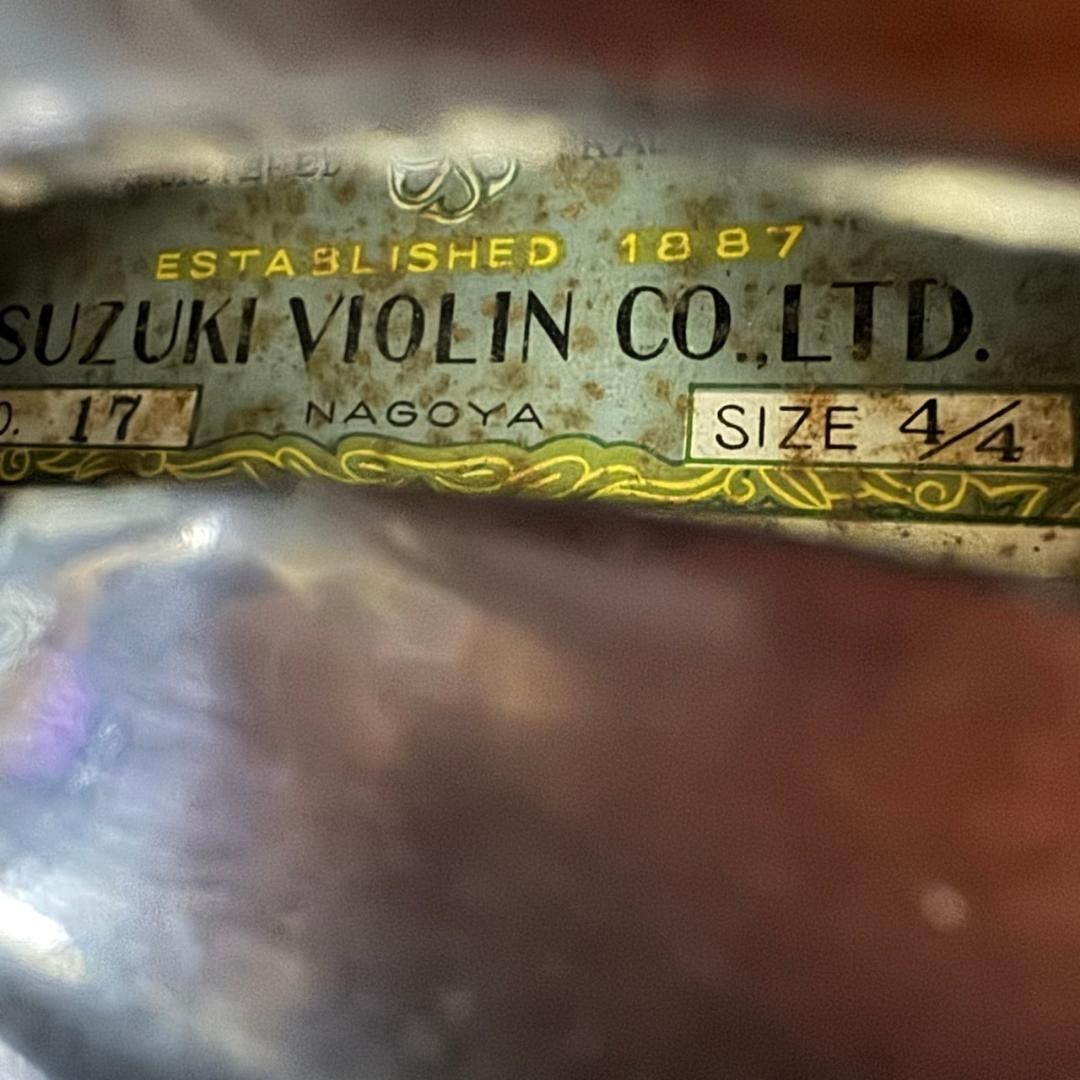 ESTABLISHED 1887
SUZUKI VIOLIN CO.,LTD.
17 NAGOYA SIZE 4/4